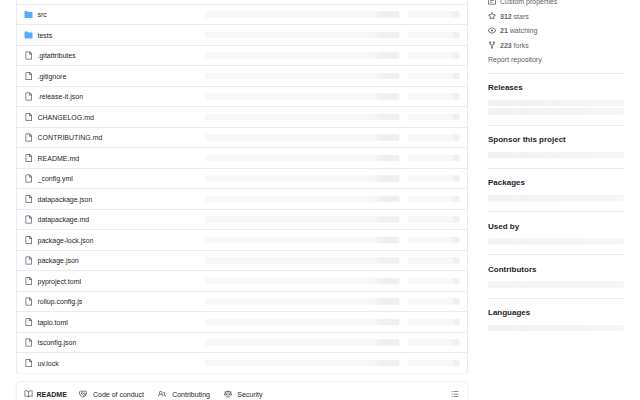 src
tests
.gitattributes
.gitignore
.release-it.json
CHANGELOG.md
CONTRIBUTING.md
README.md
_config.yml
datapackage.json
datapackage.md
package-lock.json
package.json
pyproject.toml
rollup.config.js
taplo.toml
tsconfig.json
uv.lock
README Code of conduct Contributing Security
Custom properties
312 stars
21 watching
223 forks
Report repository
Releases
Sponsor this project
Packages
Used by
Contributors
Languages